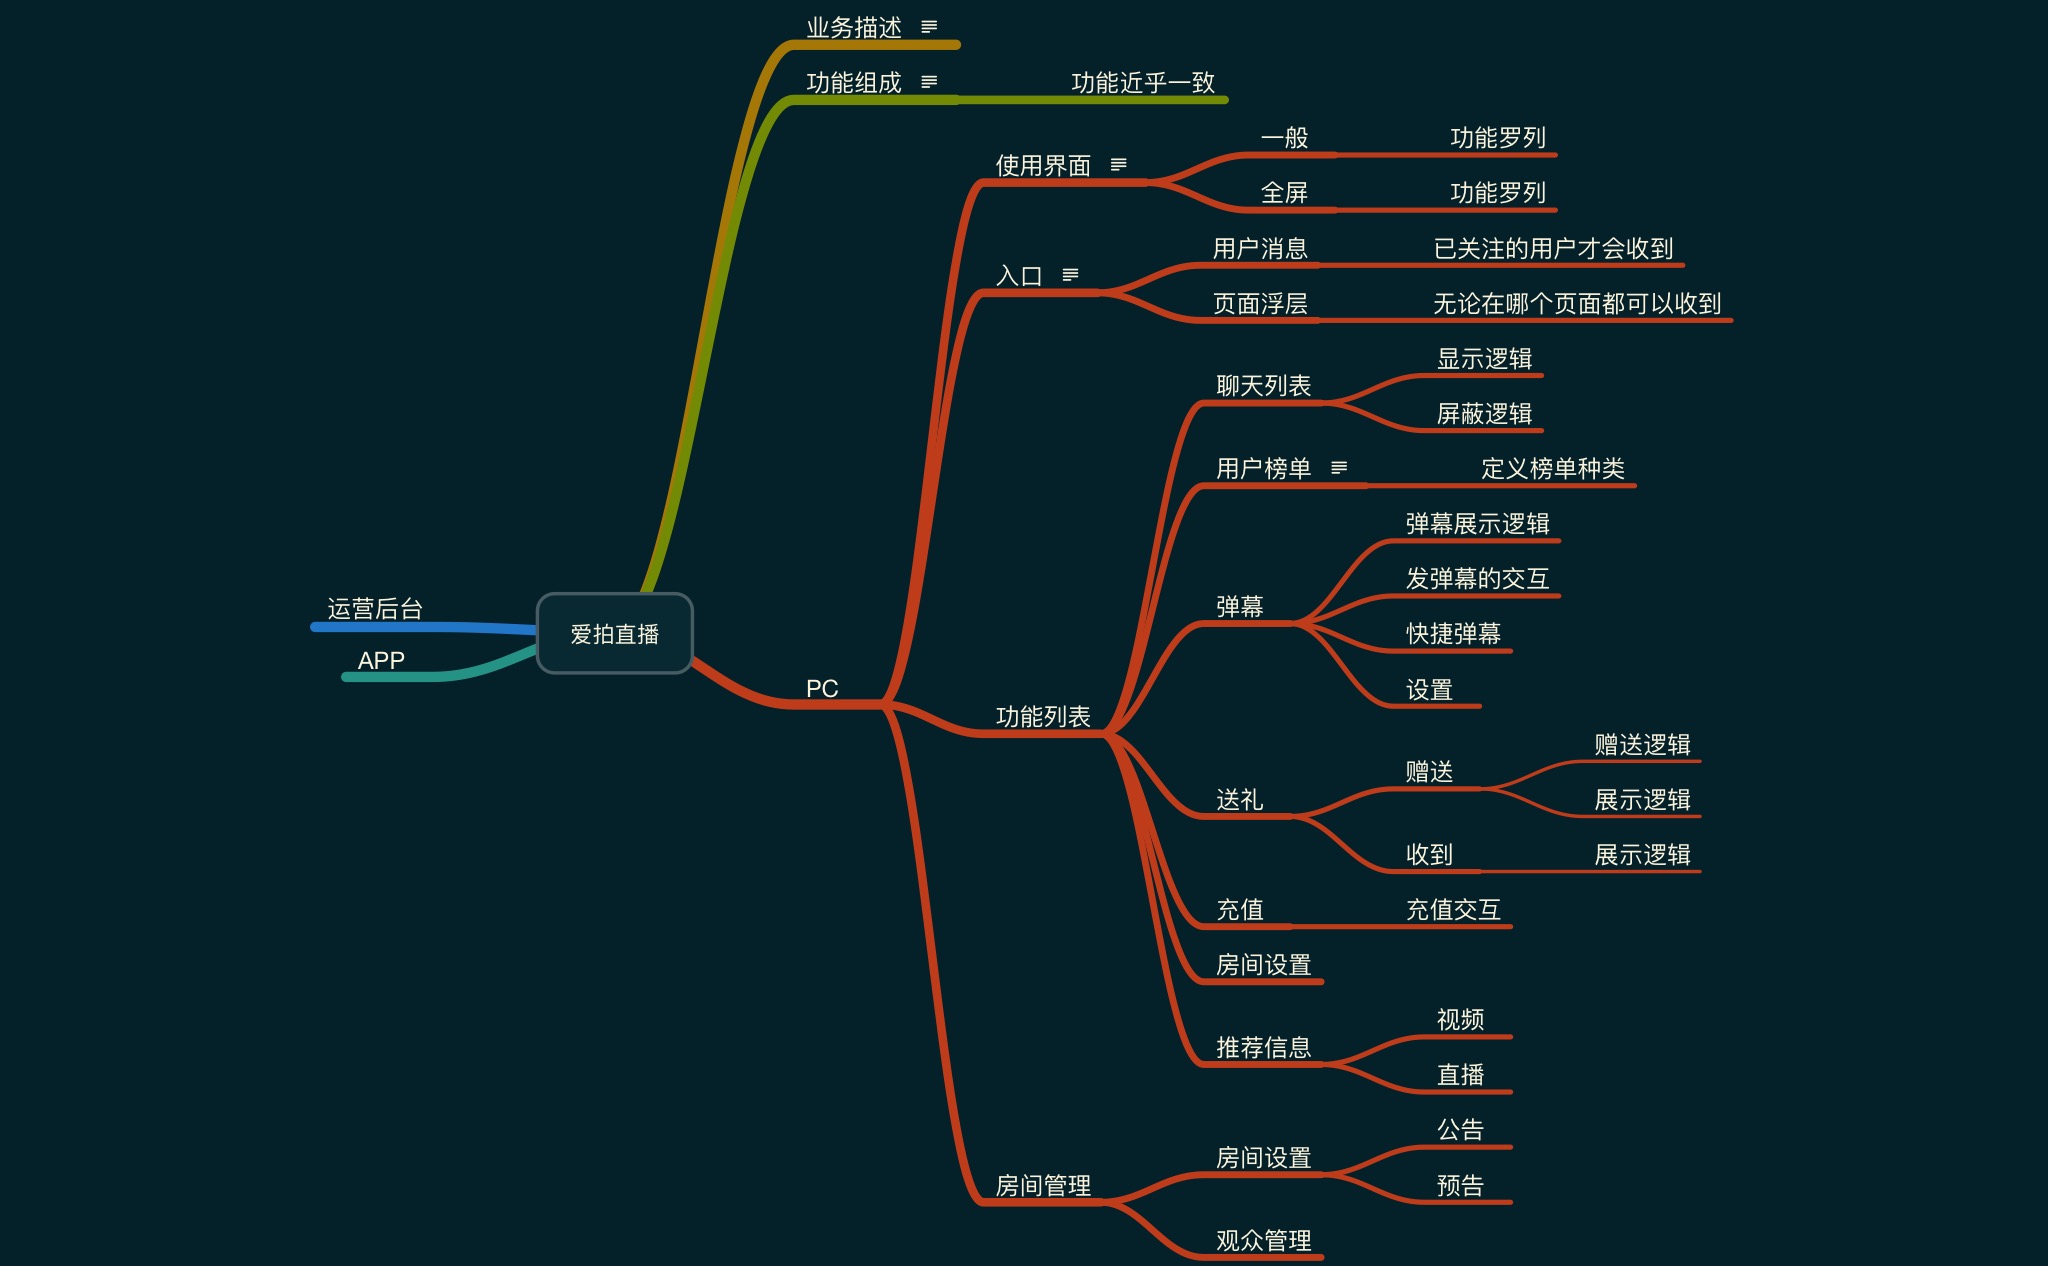 业务描述
功能组成
功能近乎一致
使用界面
一般
功能罗列
全屏
功能罗列
入口
用户消息
已关注的用户才会收到
页面浮层
无论在哪个页面都可以收到
聊天列表
显示逻辑
屏蔽逻辑
用户榜单
定义榜单种类
弹幕展示逻辑
发弹幕的交互
弹幕
快捷弹幕
设置
运营后台
爱拍直播
APP
PC
功能列表
赠送逻辑
赠送
展示逻辑
送礼
收到
展示逻辑
充值
充值交互
房间设置
视频
推荐信息
直播
公告
房间设置
预告
房间管理
观众管理